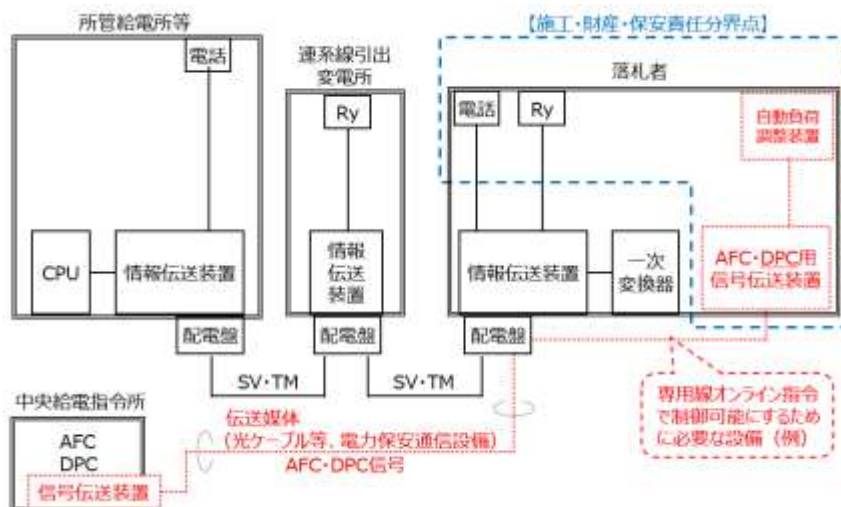 所管給電所等
電話
CPU
情報伝送装置
配電盤
連系線引出
変電所
Ry
情報
伝送
装置
配電盤
【施工・財産・保安責任分界点】
落札者
電話
Ry
自動負荷
調整装置
情報伝送装置
一次
変換器
AFC・DPC用
信号伝送装置
配電盤
SV・TM
SV・TM
専用線オンライン指令
で制御可能にするため
に必要な設備（例）
中央給電指令所
AFC
DPC
信号伝送装置
伝送媒体
(光ケーブル等、電力保安通信設備)
AFC・DPC信号